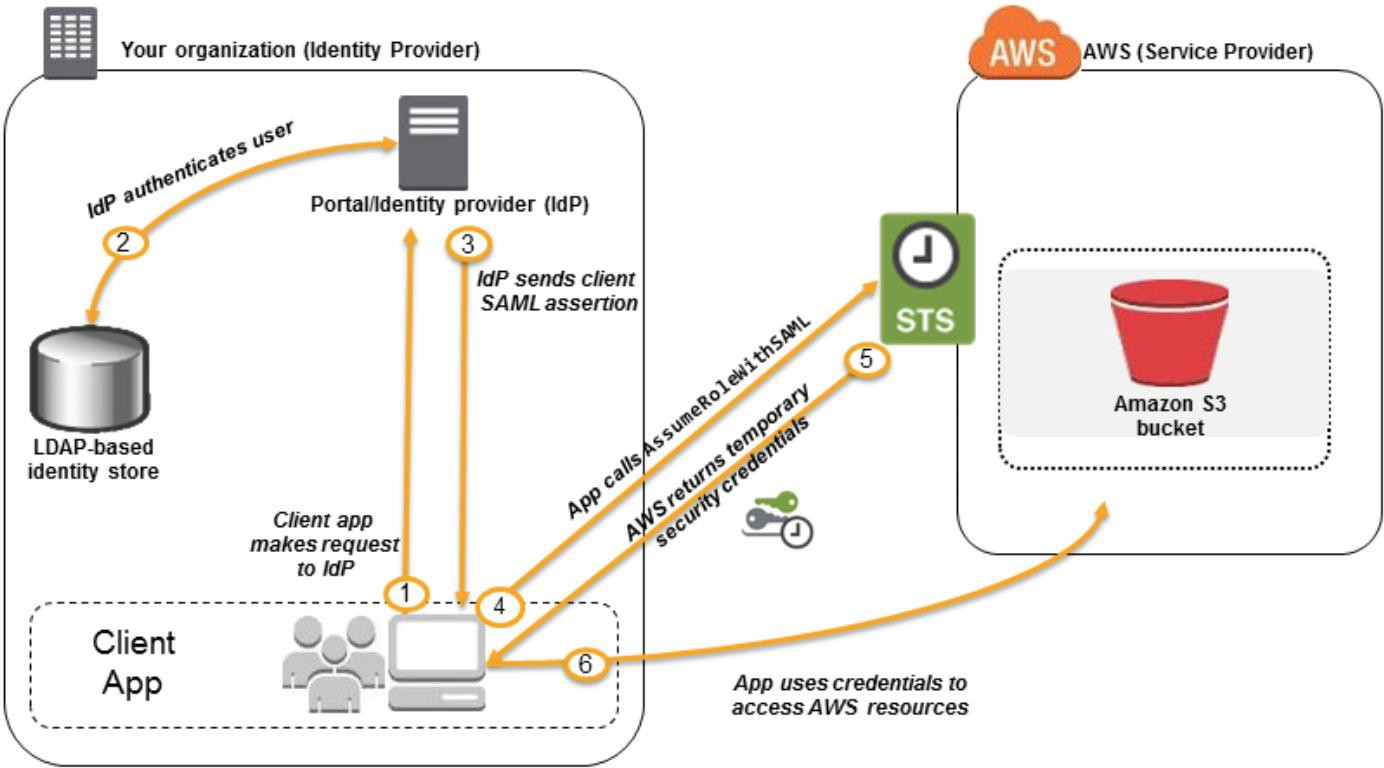 Your organization (Identity Provider)
AWS
AWS (Service Provider)
IdP authenticates user
Portal/Identity provider (IdP)
2
3
IdP sends client
SAML assertion
STS
LDAP-based
identity store
App calls AssumeRoleWithSAML
5
AWS returns temporary
security credentials
Amazon S3
bucket
Client app
makes request
to IdP
1
4
Client
App
6
App uses credentials to
access AWS resources